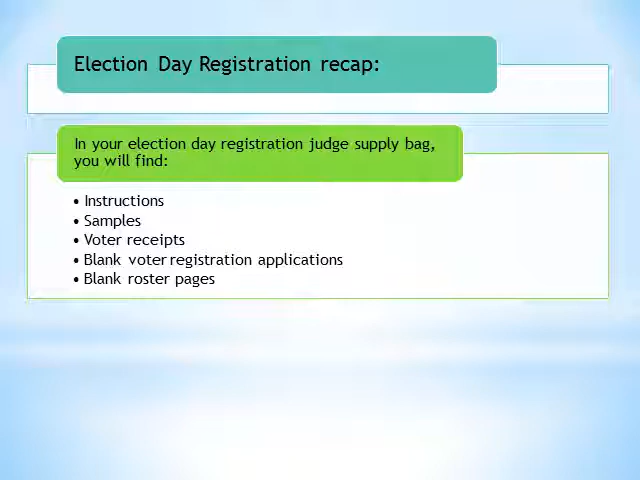 Election Day Registration recap:
In your election day registration judge supply bag,
you will find:
• Instructions
• Samples
• Voter receipts
• Blank voter registration applications
• Blank roster pages